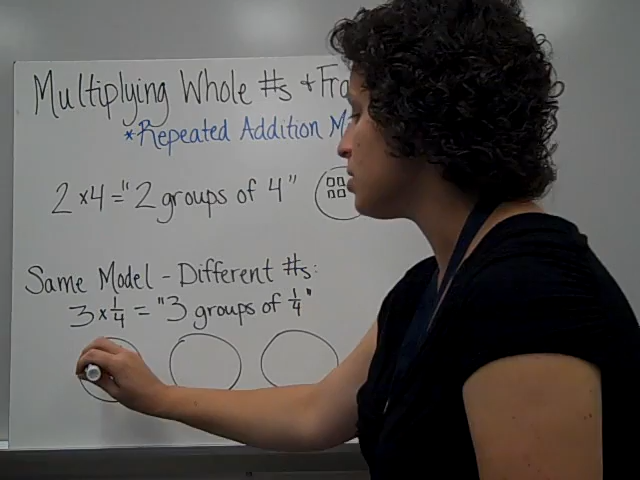 Multiplying Whole #s + Fra
*Repeated Addition M
2 x 4 = "2 groups of 4"
Same Model - Different #s:
3 x 1/4 = "3 groups of 1/4"